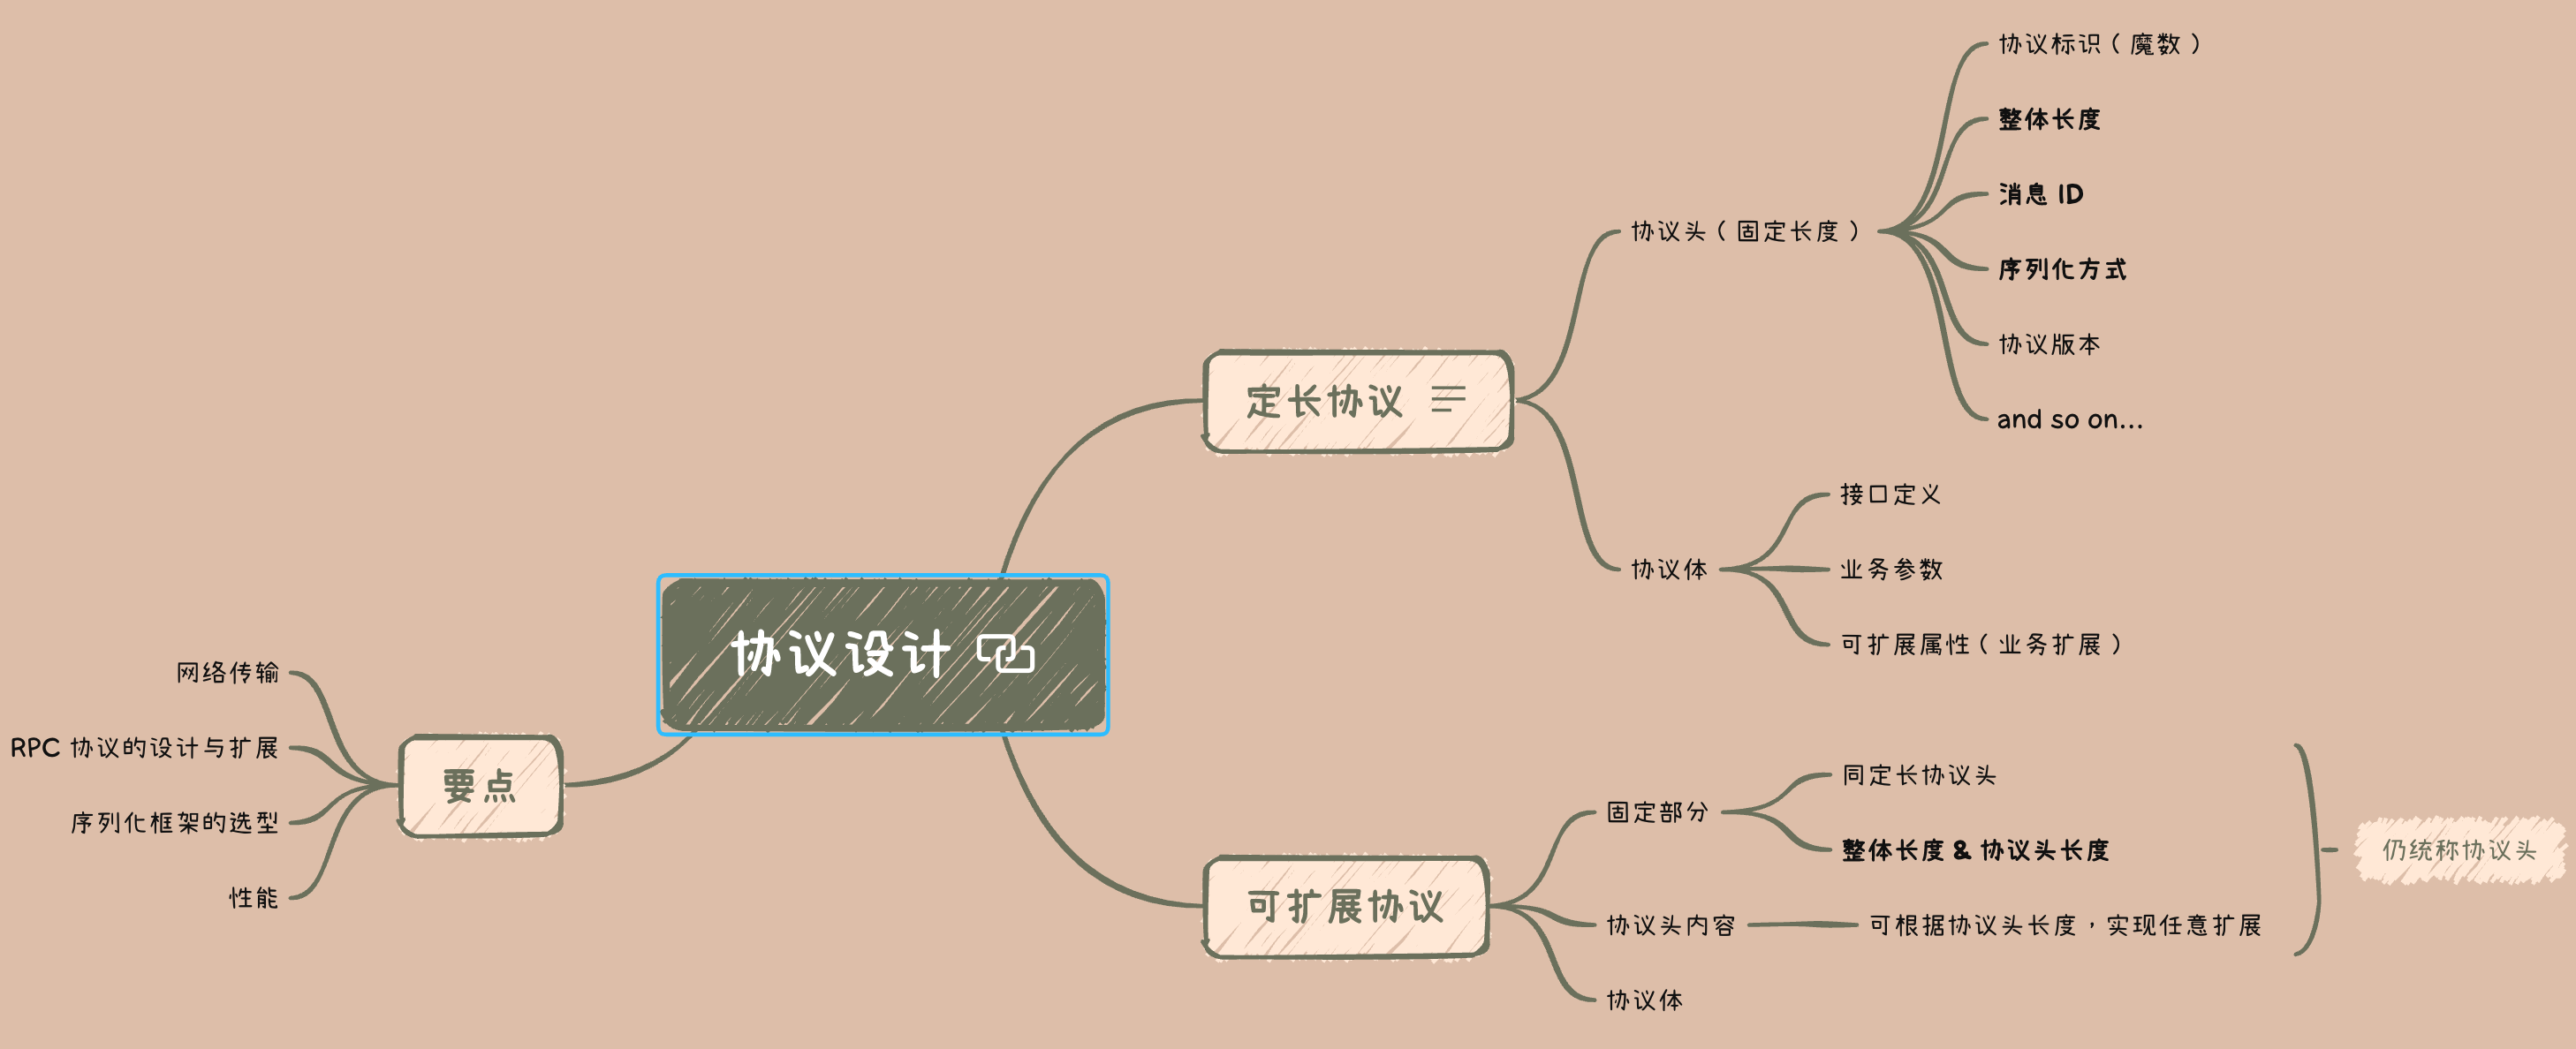 协议设计
定长协议
协议头（固定长度）
协议标识（魔数）
整体长度
消息 ID
序列化方式
协议版本
and so on...
协议体
接口定义
业务参数
可扩展属性（业务扩展）
可扩展协议
固定部分
同定长协议头
整体长度 & 协议头长度
协议头内容
可根据协议头长度，实现任意扩展
协议体
仍统称协议头
要点
网络传输
RPC 协议的设计与扩展
序列化框架的选型
性能